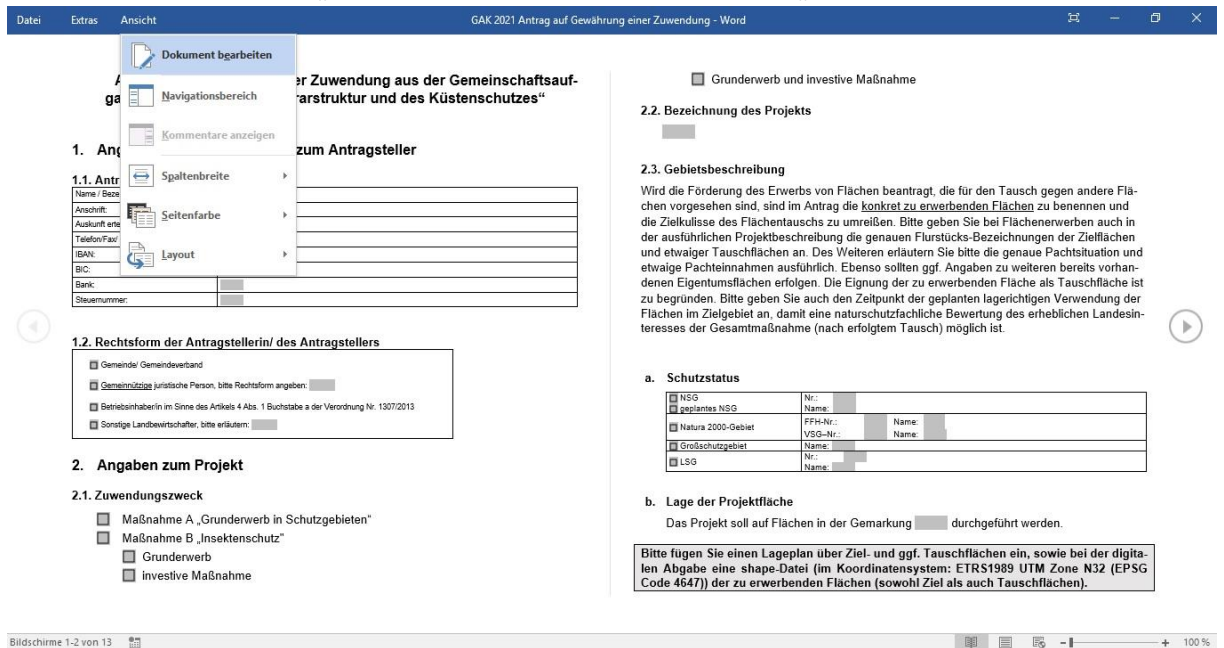 Datei Extras Ansicht GAK 2021 Antrag auf Gewährung einer Zuwendung - Word
Dokument bearbeiten
Navigationsbereich
Kommentare anzeigen
Spaltenbreite
Seitenfarbe
Layout
er Zuwendung aus der Gemeinschaftsauf-
ga rarstruktur und des Küstenschutzes“
1. Ang zum Antragsteller
1.1. Antr
Name / Beze
Anschrift:
Auskunft erte
Telefon/Fax/
IBAN:
BIC:
Bank:
Steuernummer:
1.2. Rechtsform der Antragstellerin/ des Antragstellers
Gemeinde/ Gemeindeverband
Gemeinnützige juristische Person, bitte Rechtsform angeben:
Betriebsinhaber/in im Sinne des Artikels 4 Abs. 1 Buchstabe a der Verordnung Nr. 1307/2013
Sonstige Landbewirtschafter, bitte erläutern:
2. Angaben zum Projekt
2.1. Zuwendungszweck
Maßnahme A „Grunderwerb in Schutzgebieten“
Maßnahme B „Insektenschutz“
Grunderwerb
investive Maßnahme
Grunderwerb und investive Maßnahme
2.2. Bezeichnung des Projekts
2.3. Gebietsbeschreibung
Wird die Förderung des Erwerbs von Flächen beantragt, die für den Tausch gegen andere Flä-
chen vorgesehen sind, sind im Antrag die konkret zu erwerbenden Flächen zu benennen und
die Zielkulisse des Flächentauschs zu umreißen. Bitte geben Sie bei Flächenerwerben auch in
der ausführlichen Projektbeschreibung die genauen Flurstücks-Bezeichnungen der Zielflächen
und etwaiger Tauschflächen an. Des Weiteren erläutern Sie bitte die genaue Pachtsituation und
etwaige Pachteinnahmen ausführlich. Ebenso sollten ggf. Angaben zu weiteren bereits vorhan-
denen Eigentumsflächen erfolgen. Die Eignung der zu erwerbenden Fläche als Tauschfläche ist
zu begründen. Bitte geben Sie auch den Zeitpunkt der geplanten lagerichtigen Verwendung der
Flächen im Zielgebiet an, damit eine naturschutzfachliche Bewertung des erheblichen Landesin-
teresses der Gesamtmaßnahme (nach erfolgtem Tausch) möglich ist.
a. Schutzstatus
NSG Nr.:
geplantes NSG Name:
Natura 2000-Gebiet FFH-Nr.: Name:
VSG–Nr.: Name:
Großschutzgebiet Name:
LSG Nr.:
Name:
b. Lage der Projektfläche
Das Projekt soll auf Flächen in der Gemarkung durchgeführt werden.
Bitte fügen Sie einen Lageplan über Ziel- und ggf. Tauschflächen ein, sowie bei der digita-
len Abgabe eine shape-Datei (im Koordinatensystem: ETRS1989 UTM Zone N32 (EPSG
Code 4647)) der zu erwerbenden Flächen (sowohl Ziel als auch Tauschflächen).
Bildschirme 1-2 von 13 100 %